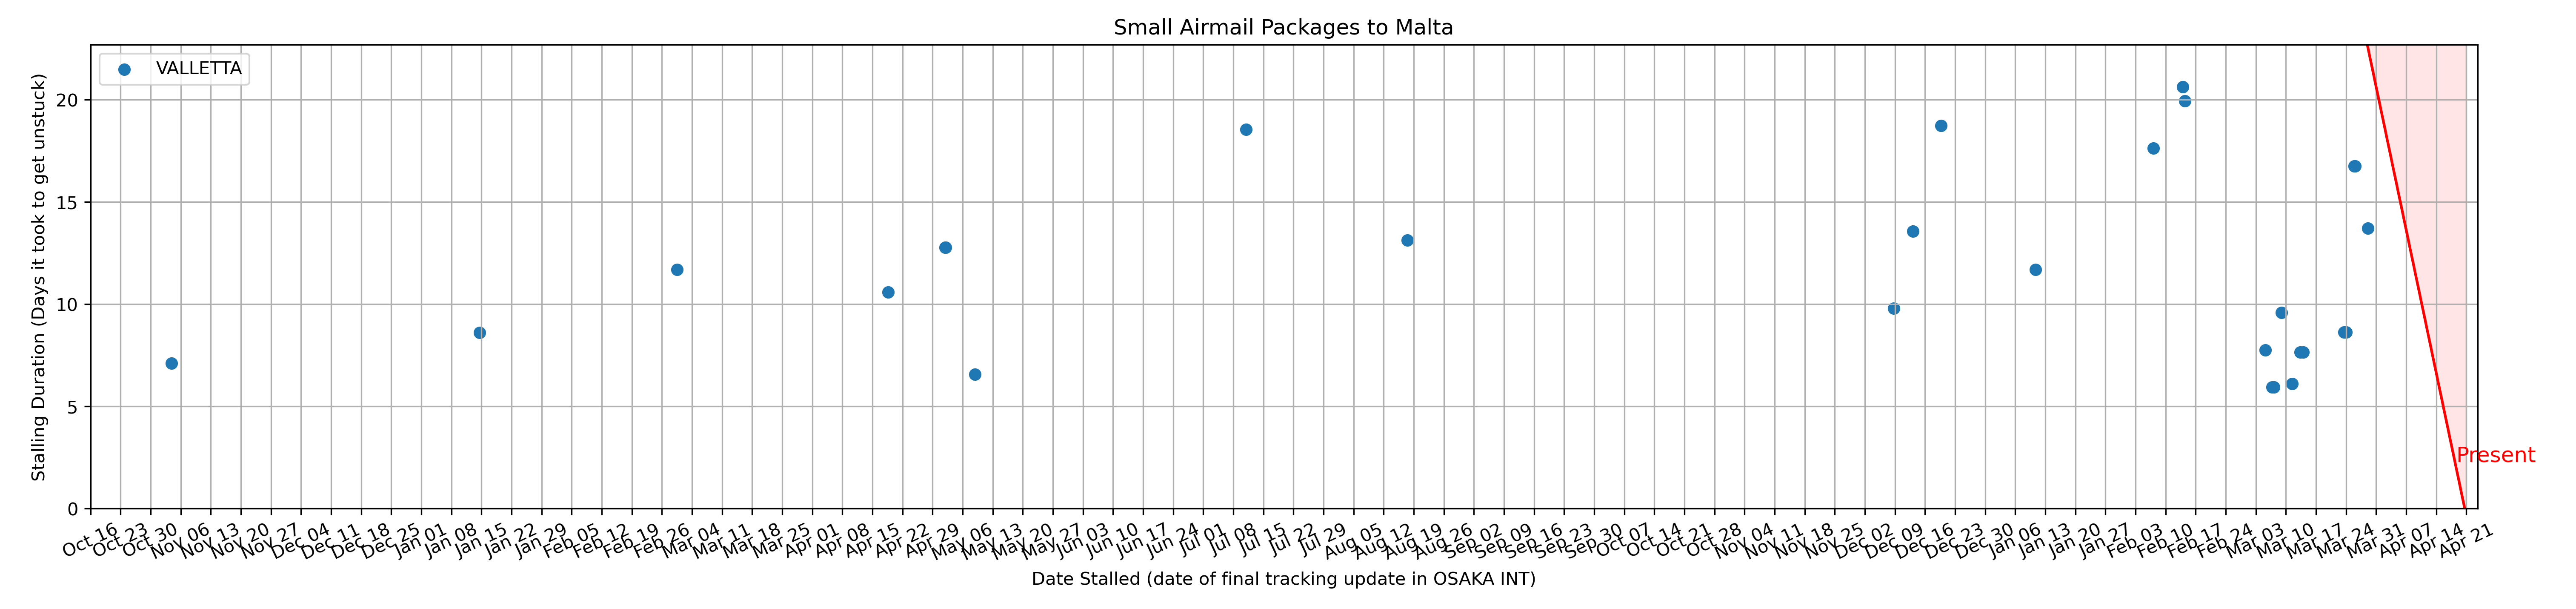 Small Airmail Packages to Malta
VALLETTA
Stalling Duration (Days it took to get unstuck)
20
15
10
5
0
Present
Oct 16
Oct 23
Oct 30
Nov 06
Nov 13
Nov 20
Nov 27
Dec 04
Dec 11
Dec 18
Dec 25
Jan 01
Jan 08
Jan 15
Jan 22
Jan 29
Feb 05
Feb 12
Feb 19
Feb 26
Mar 04
Mar 11
Mar 18
Mar 25
Apr 01
Apr 08
Apr 15
Apr 22
Apr 29
May 06
May 13
May 20
May 27
Jun 03
Jun 10
Jun 17
Jun 24
Jul 01
Jul 08
Jul 15
Jul 22
Jul 29
Aug 05
Aug 12
Aug 19
Aug 26
Sep 02
Sep 09
Sep 16
Sep 23
Sep 30
Oct 07
Oct 14
Oct 21
Oct 28
Nov 04
Nov 11
Nov 18
Nov 25
Dec 02
Dec 09
Dec 16
Dec 23
Dec 30
Jan 06
Jan 13
Jan 20
Jan 27
Feb 03
Feb 10
Feb 17
Feb 24
Mar 03
Mar 10
Mar 17
Mar 24
Mar 31
Apr 07
Apr 14
Apr 21
Date Stalled (date of final tracking update in OSAKA INT)